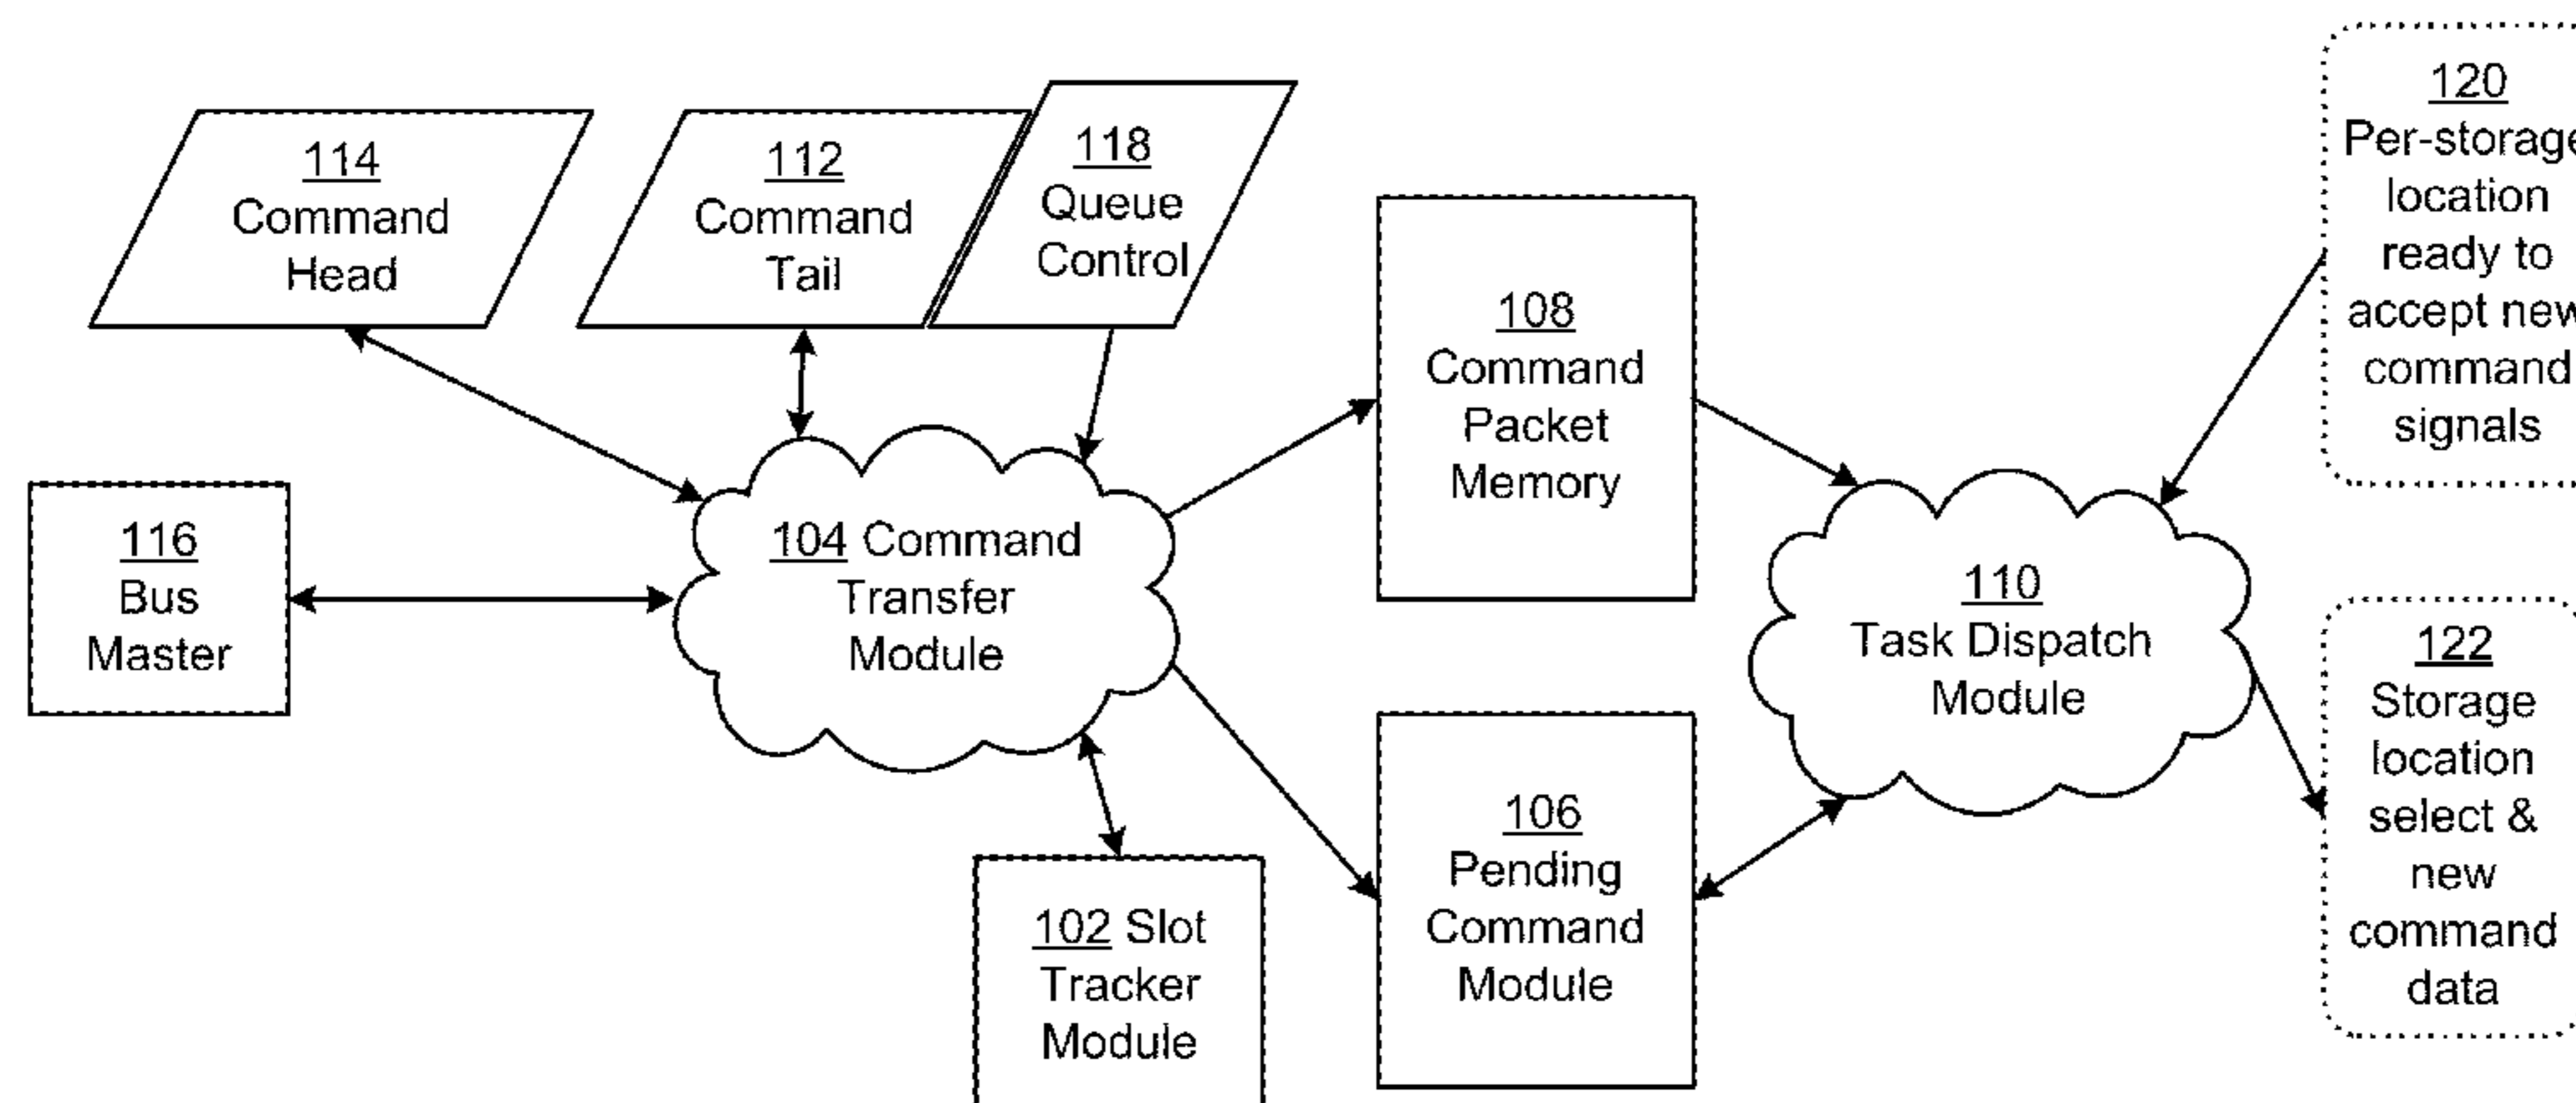 114
Command
Head
112
Command
Tail
118
Queue
Control
116
Bus
Master
104 Command
Transfer
Module
102 Slot
Tracker
Module
108
Command
Packet
Memory
106
Pending
Command
Module
110
Task Dispatch
Module
120
Per-storage
location
ready to
accept new
command
signals
122
Storage
location
select &
new
command
data